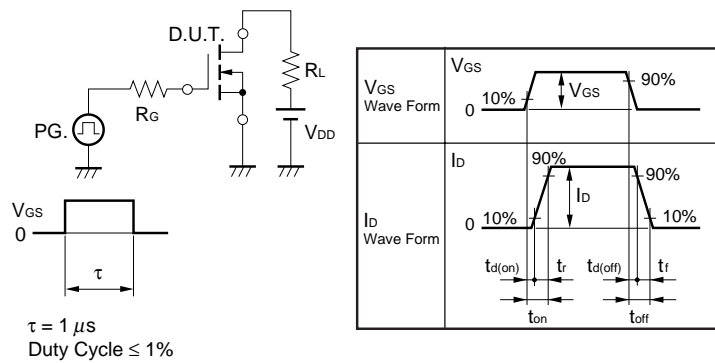 D.U.T.
RL
RG
PG.
VDD
VGS
0
τ
τ = 1 μs
Duty Cycle ≤ 1%
VGS
Wave Form
VGS
90%
VGS
10%
0
ID
Wave Form
ID
90%
90%
ID
0
10%
10%
td(on)
tr
td(off)
tf
ton
toff